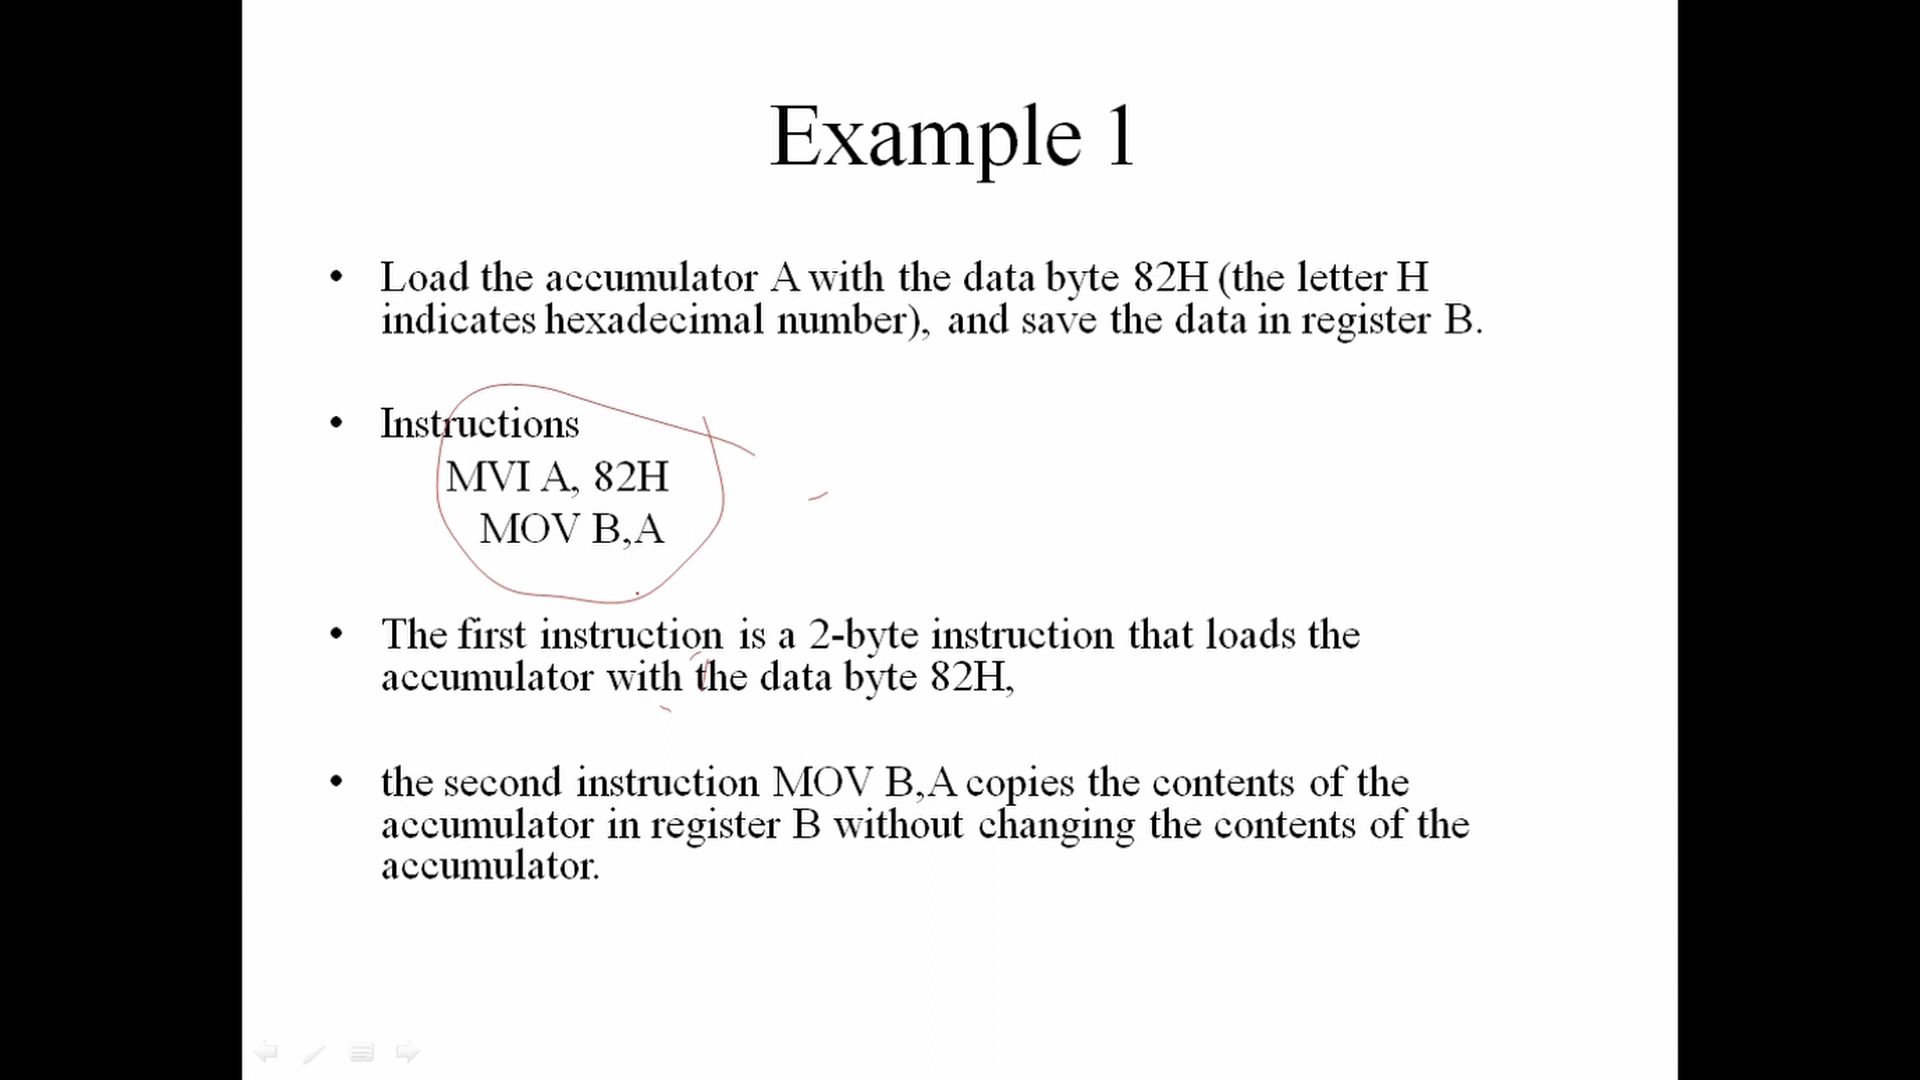 Example 1
• Load the accumulator A with the data byte 82H (the letter H
indicates hexadecimal number), and save the data in register B.
• Instructions
MVI A, 82H
MOV B,A
• The first instruction is a 2-byte instruction that loads the
accumulator with the data byte 82H,
• the second instruction MOV B,A copies the contents of the
accumulator in register B without changing the contents of the
accumulator.